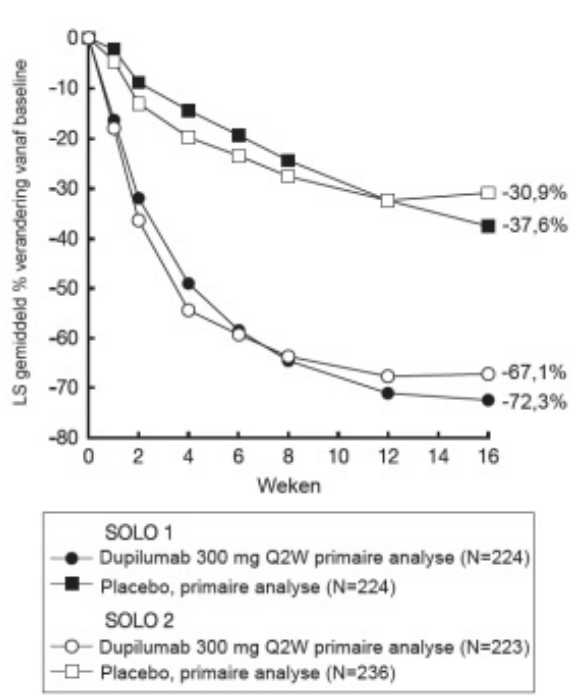 LS gemiddeld % verandering vanaf baseline
0
-10
-20
-30
-40
-50
-60
-70
-80
-30,9%
-37,6%
-67,1%
-72,3%
0 2 4 6 8 10 12 14 16
Weken
SOLO 1
Dupilumab 300 mg Q2W primaire analyse (N=224)
Placebo, primaire analyse (N=224)
SOLO 2
Dupilumab 300 mg Q2W primaire analyse (N=223)
Placebo, primaire analyse (N=236)